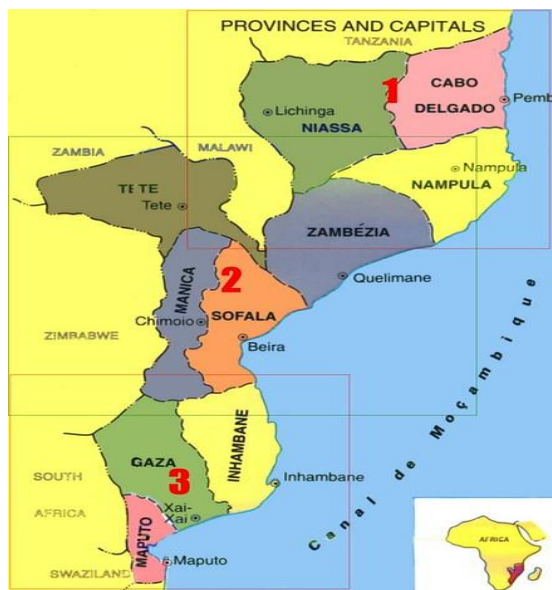 PROVINCES AND CAPITALS
TANZANIA
1
CABO
DELGADO
Pemb
Lichinga
NIASSA
MALAWI
ZAMBIA
Nampula
NAMPULA
TETE
Tete
ZAMBÉZIA
2
MANICA
Quelimane
SOFALA
Chimoio
Beira
ZIMBABWE
Canal de Moçambique
INHAMBANE
GAZA
3
Inhambane
SOUTH
AFRICA
Xai-
Xai
MAPUTO
Maputo
SWAZILAND
AFRICA